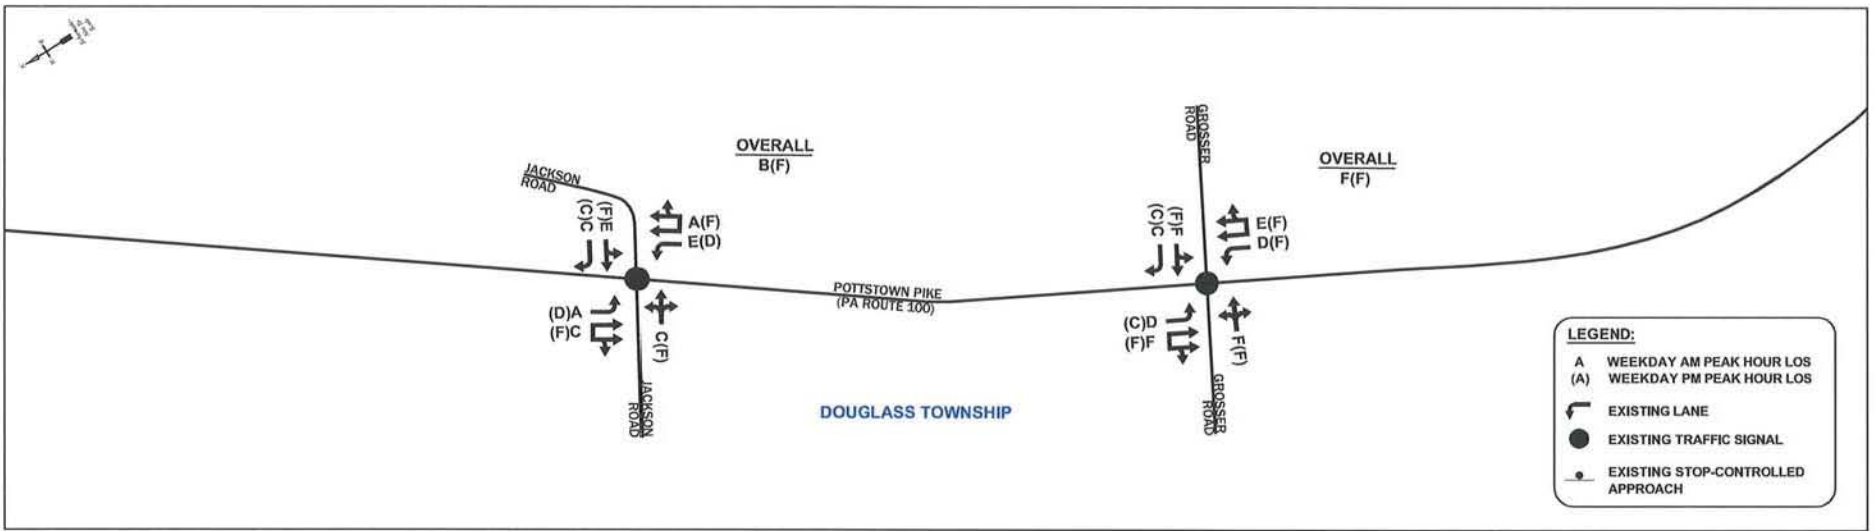 OVERALL
B(F)
JACKSON
ROAD
(C)C
(F)E
A(F)
E(D)
(D)A
(F)C
C(F)
JACKSON
ROAD
POTTSTOWN PIKE
(PA ROUTE 100)
GROSSER
ROAD
OVERALL
F(F)
(C)C
(F)F
E(F)
D(F)
(C)D
(F)F
F(F)
GROSSER
ROAD
DOUGLASS TOWNSHIP
LEGEND:
A WEEKDAY AM PEAK HOUR LOS
(A) WEEKDAY PM PEAK HOUR LOS
EXISTING LANE
EXISTING TRAFFIC SIGNAL
EXISTING STOP-CONTROLLED
APPROACH